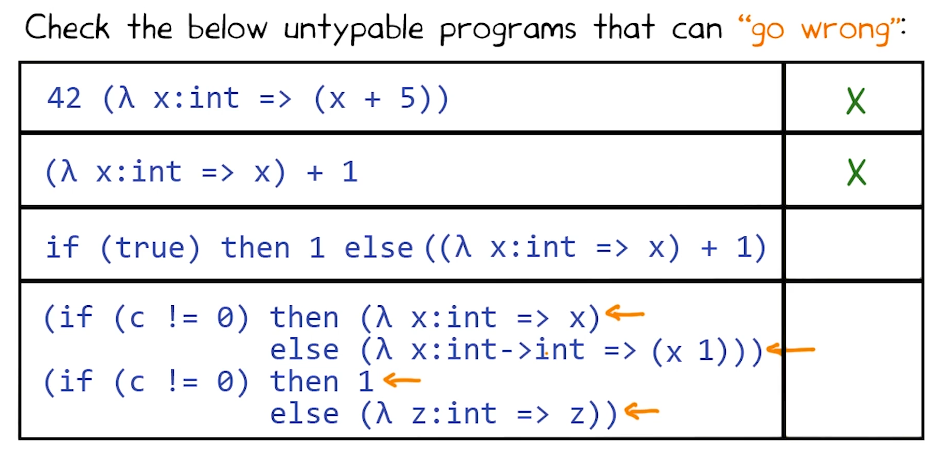 Check the below untypable programs that can “go wrong”:
42 (λ x:int => (x + 5))
X
(λ x:int => x) + 1
X
if (true) then 1 else ((λ x:int => x) + 1)
(if (c != 0) then (λ x:int => x)
else (λ x:int->int => (x 1)))
(if (c != 0) then 1
else (λ z:int => z))